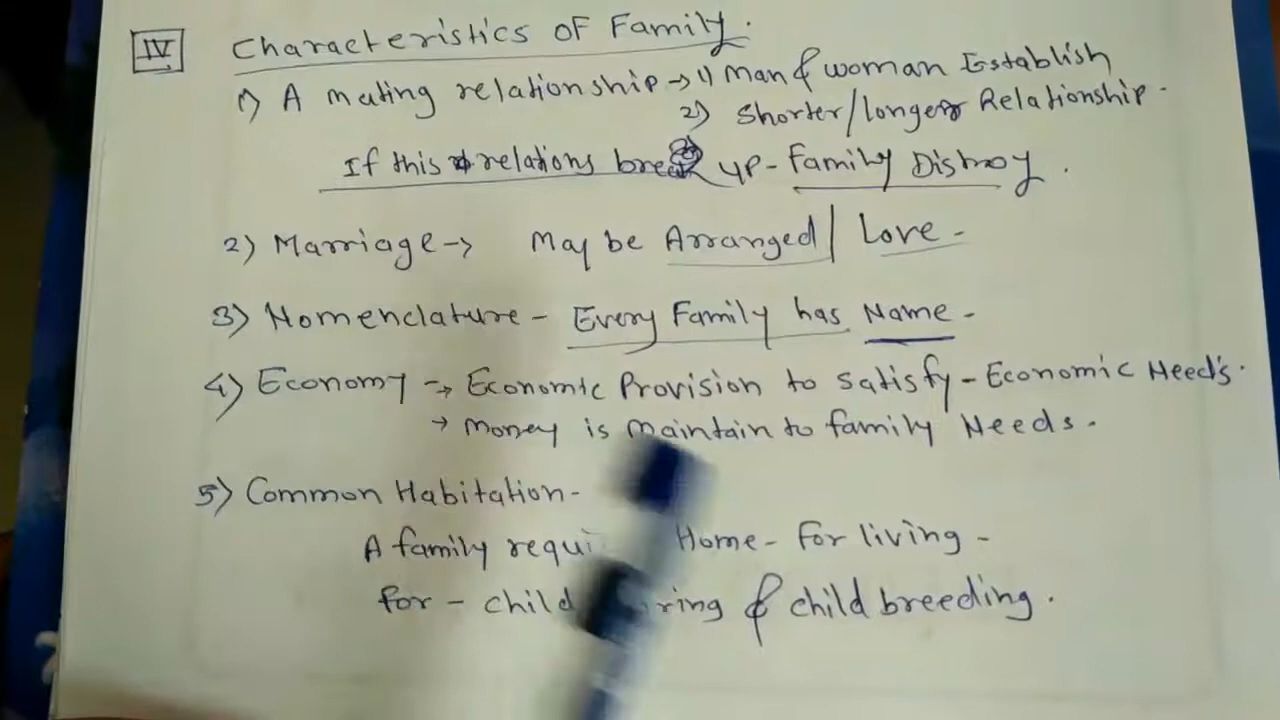 IV Characteristics of Family.
1) A mating relationship → 1) Man & woman Establish
2) Shorter/longer Relationship.
If this relations break up - Family Distroy.
2) Marriage → May be Arranged / Love -
3) Nomenclature - Every Family has Name -
4) Economy → Economic Provision to satisfy - Economic Needs.
→ Money is maintain to family Needs.
5) Common Habitation -
A family Home - For living -
for - child & child breeding.